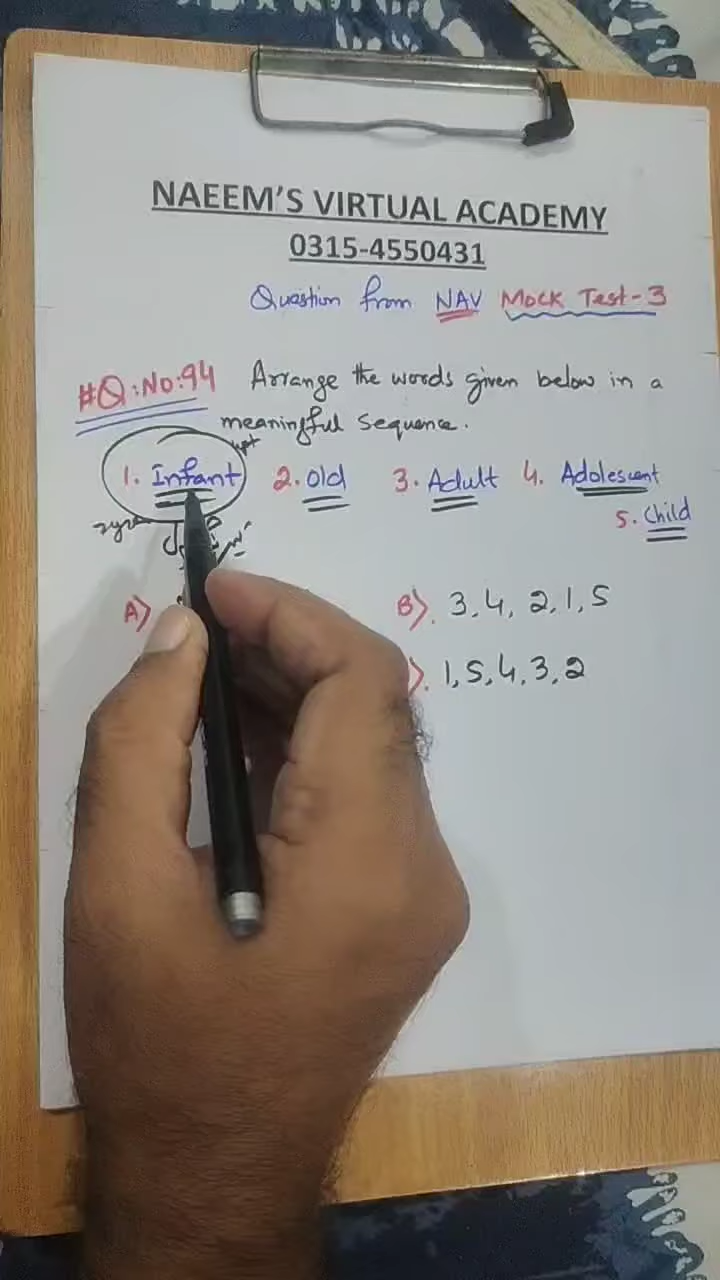 NAEEM'S VIRTUAL ACADEMY
0315-4550431
Question from NAV Mock Test-3
#Q:No:94 Arrange the words given below in a
meaningful sequence.
1. Infant 2. Old 3. Adult 4. Adolescent
5. Child
A) B). 3, 4, 2, 1, 5
). 1, 5, 4, 3, 2